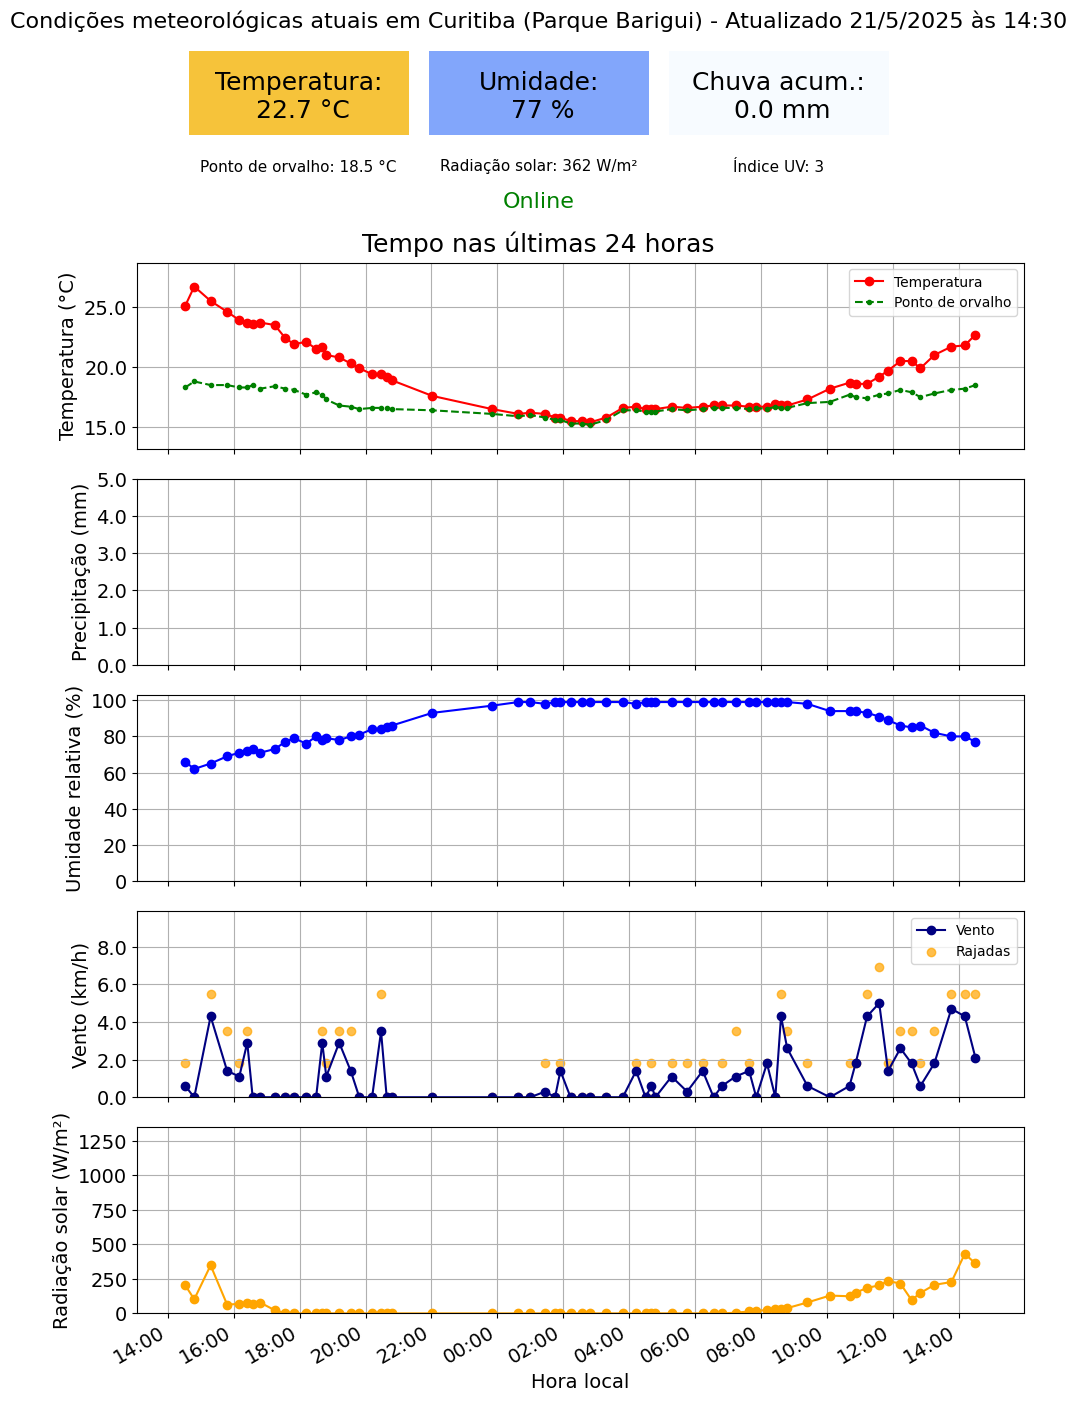 Condições meteorológicas atuais em Curitiba (Parque Barigui) - Atualizado 21/5/2025 às 14:30
Temperatura:
22.7 °C
Umidade:
77 %
Chuva acum.:
0.0 mm
Ponto de orvalho: 18.5 °C
Radiação solar: 362 W/m²
Índice UV: 3
Online
Tempo nas últimas 24 horas
Temperatura (°C)
25.0
20.0
15.0
Temperatura
Ponto de orvalho
Precipitação (mm)
5.0
4.0
3.0
2.0
1.0
0.0
Umidade relativa (%)
100
80
60
40
20
0
Vento (km/h)
8.0
6.0
4.0
2.0
0.0
Vento
Rajadas
Radiação solar (W/m²)
1250
1000
750
500
250
0
14:00
16:00
18:00
20:00
22:00
00:00
02:00
04:00
06:00
08:00
10:00
12:00
14:00
Hora local